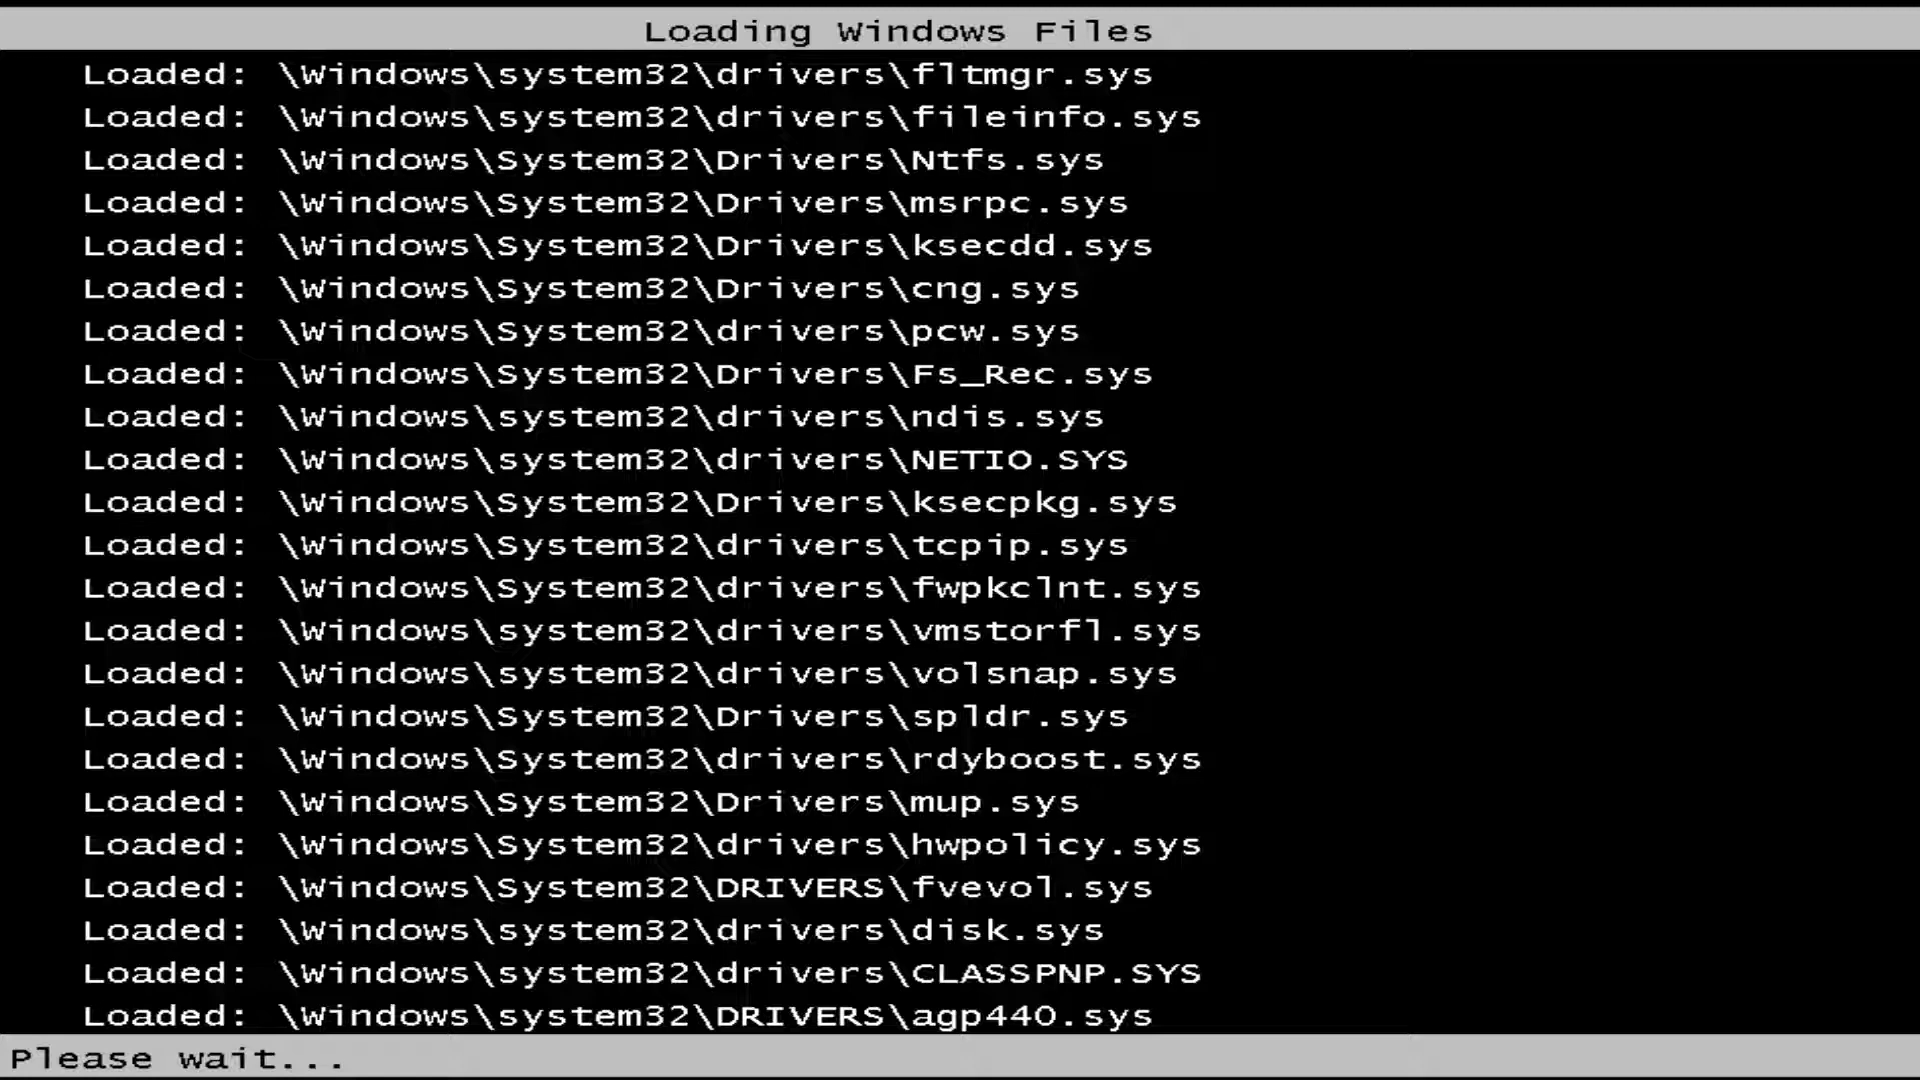 Loading Windows Files
Loaded: \Windows\system32\drivers\fltmgr.sys
Loaded: \Windows\system32\drivers\fileinfo.sys
Loaded: \Windows\System32\Drivers\Ntfs.sys
Loaded: \Windows\System32\Drivers\msrpc.sys
Loaded: \Windows\System32\Drivers\ksecdd.sys
Loaded: \Windows\System32\Drivers\cng.sys
Loaded: \Windows\System32\drivers\pcw.sys
Loaded: \Windows\System32\Drivers\Fs_Rec.sys
Loaded: \Windows\system32\drivers\ndis.sys
Loaded: \Windows\system32\drivers\NETIO.SYS
Loaded: \Windows\System32\Drivers\ksecpkg.sys
Loaded: \Windows\System32\drivers\tcpip.sys
Loaded: \Windows\System32\drivers\fwpkclnt.sys
Loaded: \Windows\system32\drivers\vmstorfl.sys
Loaded: \Windows\system32\drivers\volsnap.sys
Loaded: \Windows\System32\Drivers\spldr.sys
Loaded: \Windows\System32\drivers\rdyboost.sys
Loaded: \Windows\System32\Drivers\mup.sys
Loaded: \Windows\System32\drivers\hwpolicy.sys
Loaded: \Windows\System32\DRIVERS\fvevol.sys
Loaded: \Windows\system32\drivers\disk.sys
Loaded: \Windows\system32\drivers\CLASSPNP.SYS
Loaded: \Windows\system32\DRIVERS\agp440.sys
Please wait...